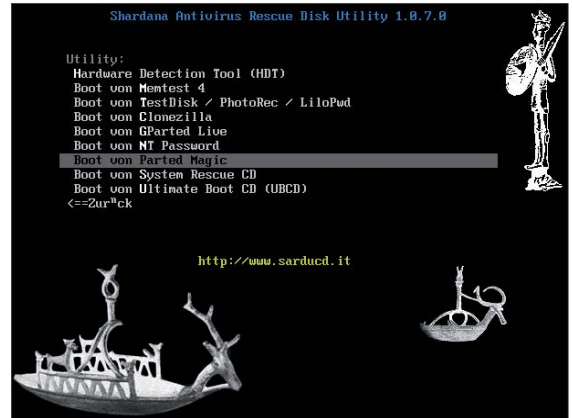 Shardana Antivirus Rescue Disk Utility 1.0.7.0
Utility:
Hardware Detection Tool (HDT)
Boot von Memtest 4
Boot von TestDisk / PhotoRec / LiloPwd
Boot von Clonezilla
Boot von GParted Live
Boot von NT Password
Boot von Parted Magic
Boot von System Rescue CD
Boot von Ultimate Boot CD (UBCD)
<==Zurⁿck
http://www.sarducd.it